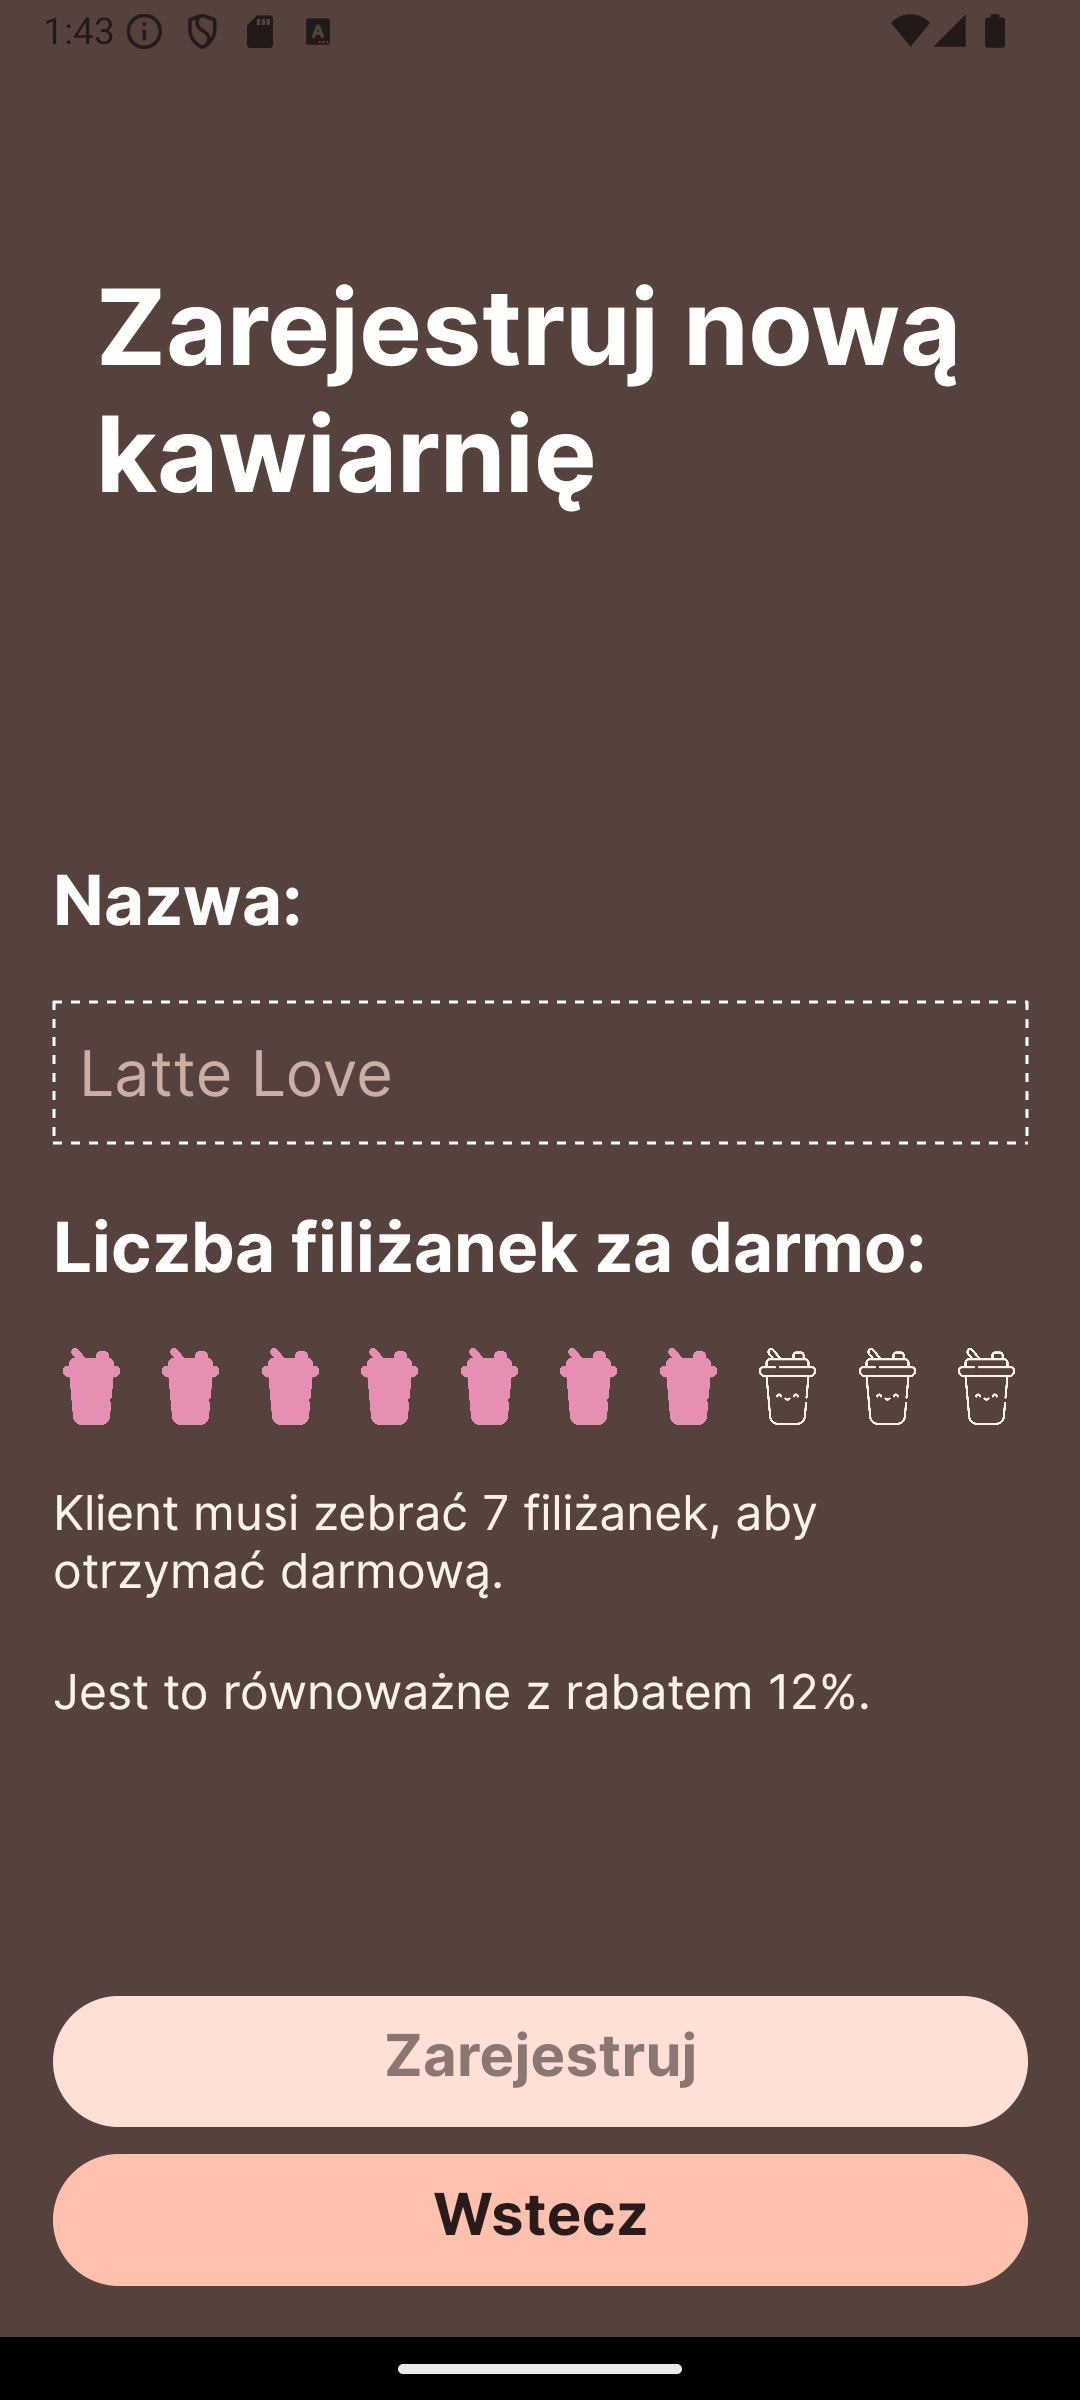 1:43
Zarejestruj nową
kawiarnię
Nazwa:
Latte Love
Liczba filiżanek za darmo:
Klient musi zebrać 7 filiżanek, aby
otrzymać darmową.
Jest to równoważne z rabatem 12%.
Zarejestruj
Wstecz